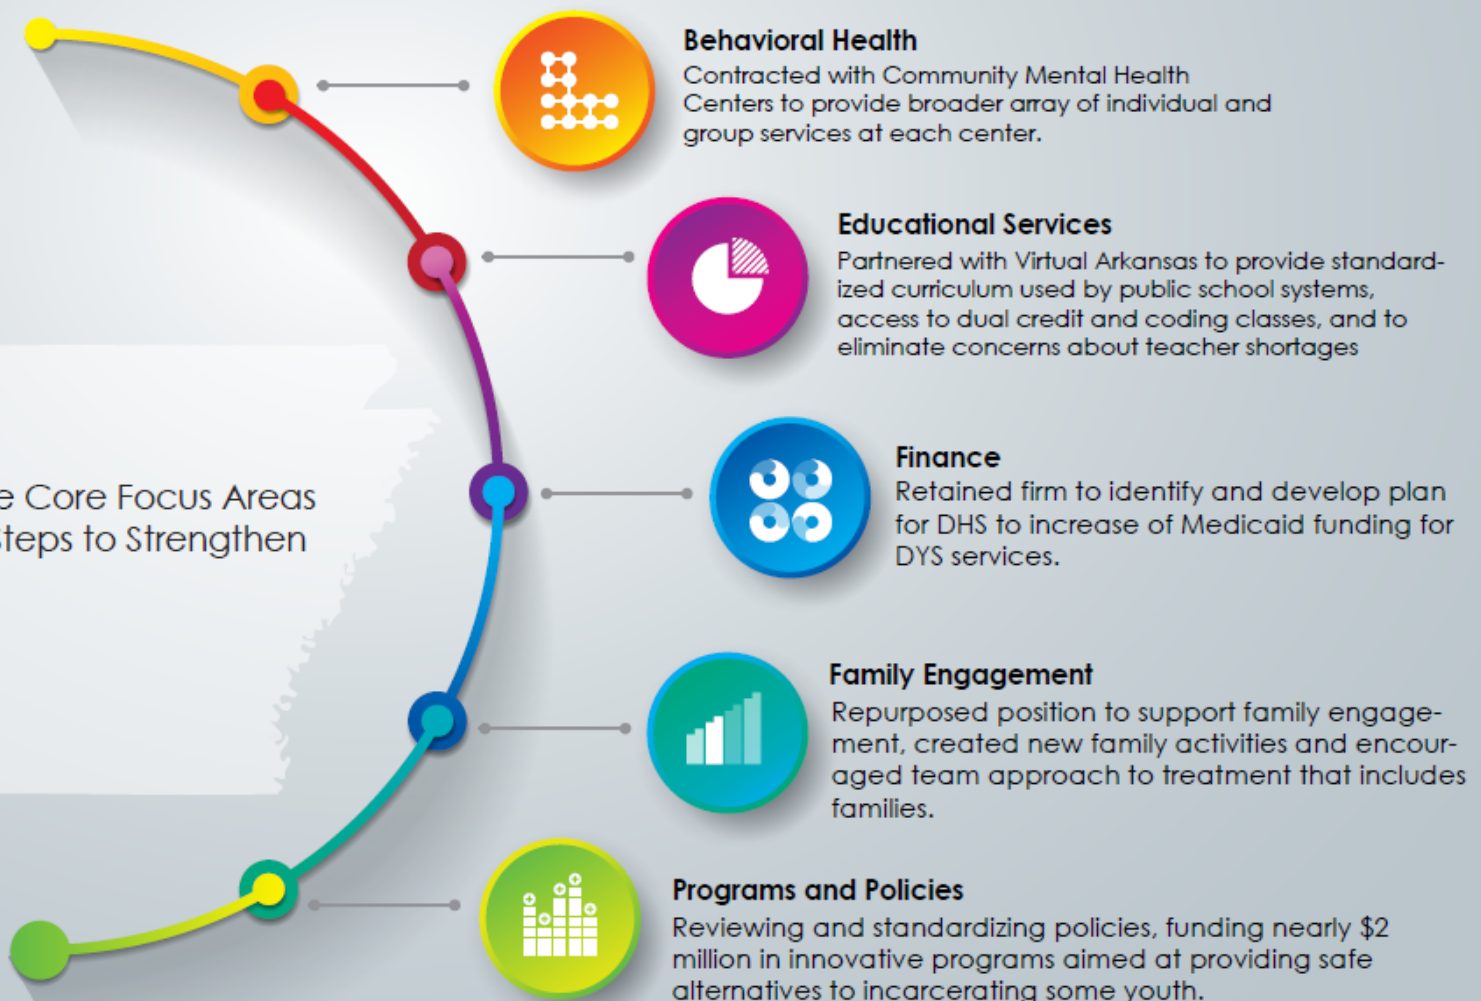 Behavioral Health
Contracted with Community Mental Health
Centers to provide broader array of individual and
group services at each center.
Educational Services
Partnered with Virtual Arkansas to provide standard-
ized curriculum used by public school systems,
access to dual credit and coding classes, and to
eliminate concerns about teacher shortages
e Core Focus Areas
Steps to Strengthen
Finance
Retained firm to identify and develop plan
for DHS to increase of Medicaid funding for
DYS services.
Family Engagement
Repurposed position to support family engage-
ment, created new family activities and encour-
aged team approach to treatment that includes
families.
Programs and Policies
Reviewing and standardizing policies, funding nearly $2
million in innovative programs aimed at providing safe
alternatives to incarcerating some youth.